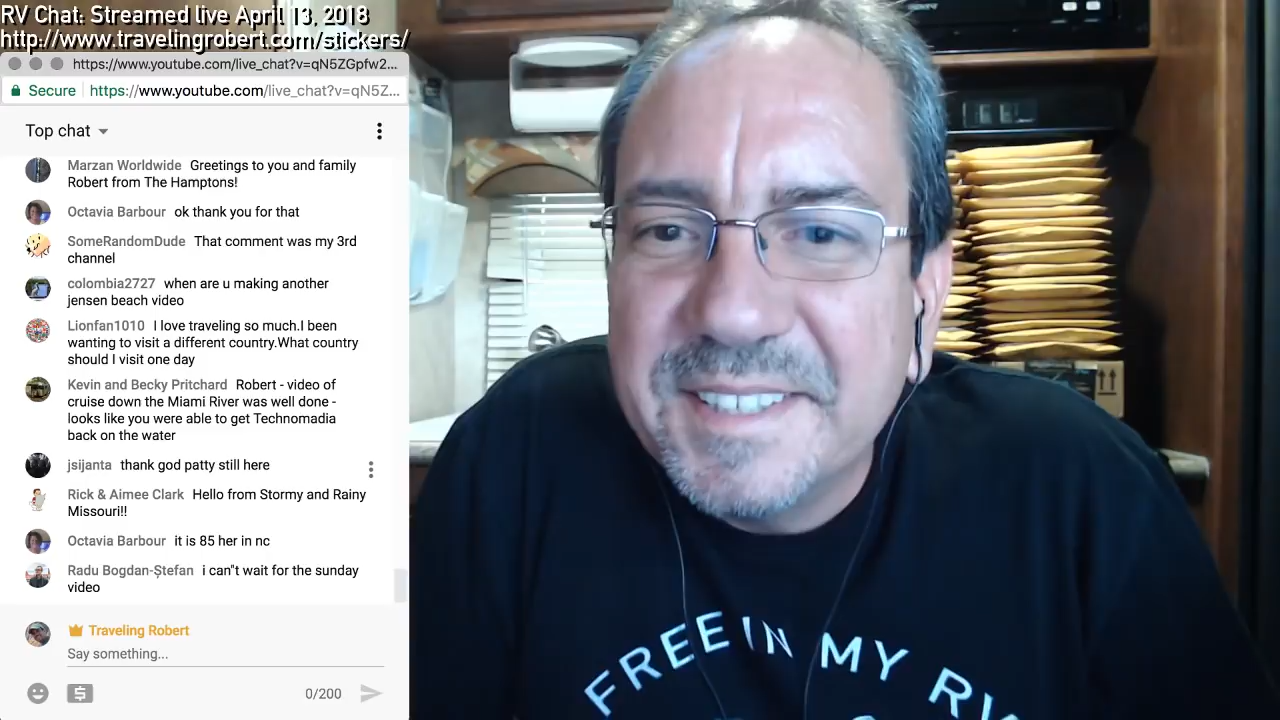 RV Chat: Streamed live April 13, 2018
http://www.travelingrobert.com/stickers/
https://www.youtube.com/live_chat?v=qN5ZGpfw2...
Secure https://www.youtube.com/live_chat?v=qN5Z...
Top chat
Marzan Worldwide Greetings to you and family
Robert from The Hamptons!
Octavia Barbour ok thank you for that
SomeRandomDude That comment was my 3rd
channel
colombia2727 when are u making another
jensen beach video
Lionfan1010 I love traveling so much.I been
wanting to visit a different country.What country
should I visit one day
Kevin and Becky Pritchard Robert - video of
cruise down the Miami River was well done -
looks like you were able to get Technomadia
back on the water
jsijanta thank god patty still here
Rick & Aimee Clark Hello from Stormy and Rainy
Missouri!!
Octavia Barbour it is 85 her in nc
Radu Bogdan-Ștefan i can"t wait for the sunday
video
Traveling Robert
Say something...
0/200
SONY
FREE IN MY RV